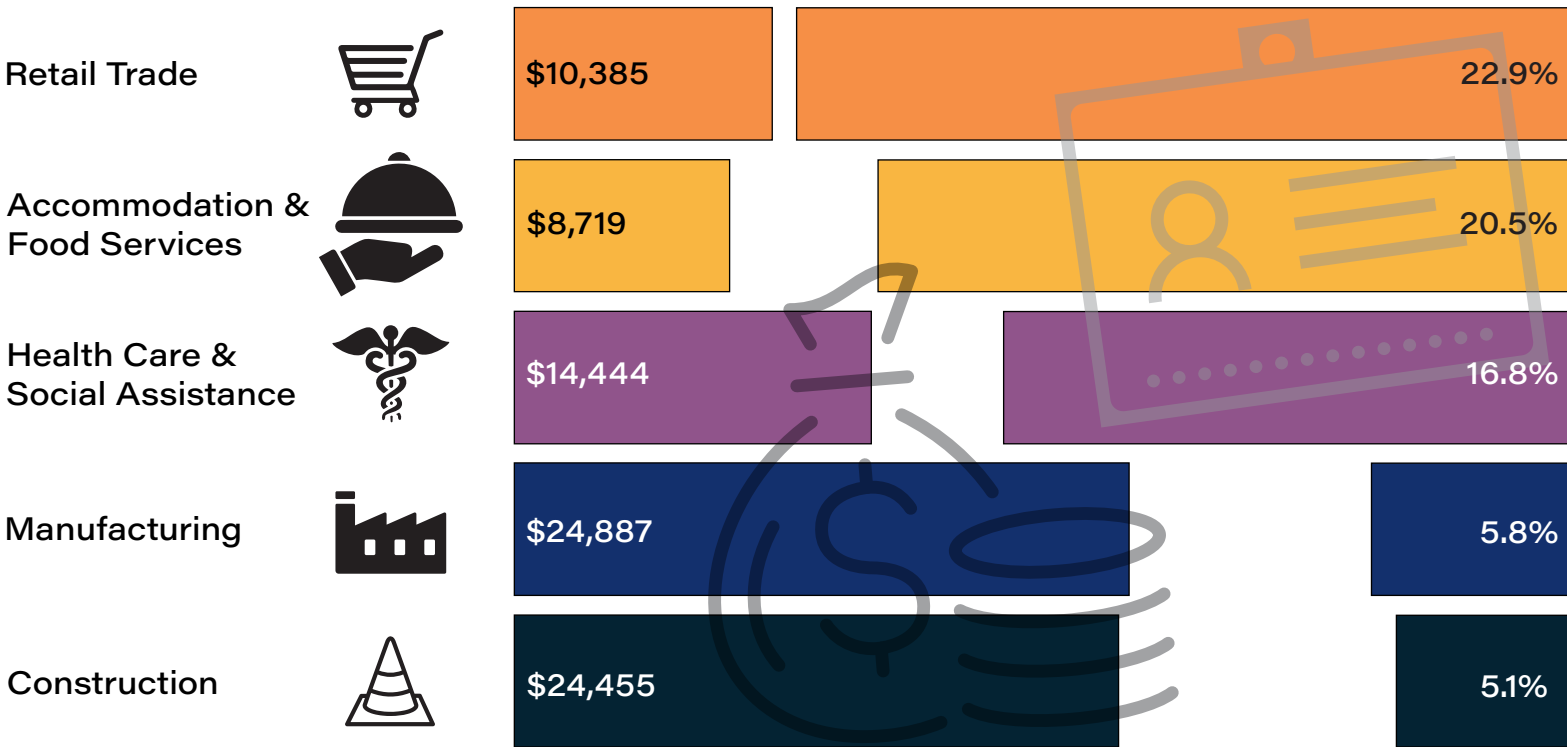 Retail Trade
$10,385
22.9%
Accommodation &
Food Services
$8,719
20.5%
Health Care &
Social Assistance
$14,444
16.8%
Manufacturing
$24,887
5.8%
Construction
$24,455
5.1%